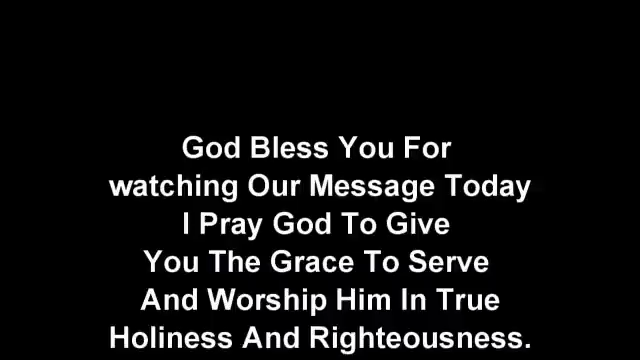 God Bless You For
watching Our Message Today
I Pray God To Give
You The Grace To Serve
And Worship Him In True
Holiness And Righteousness.